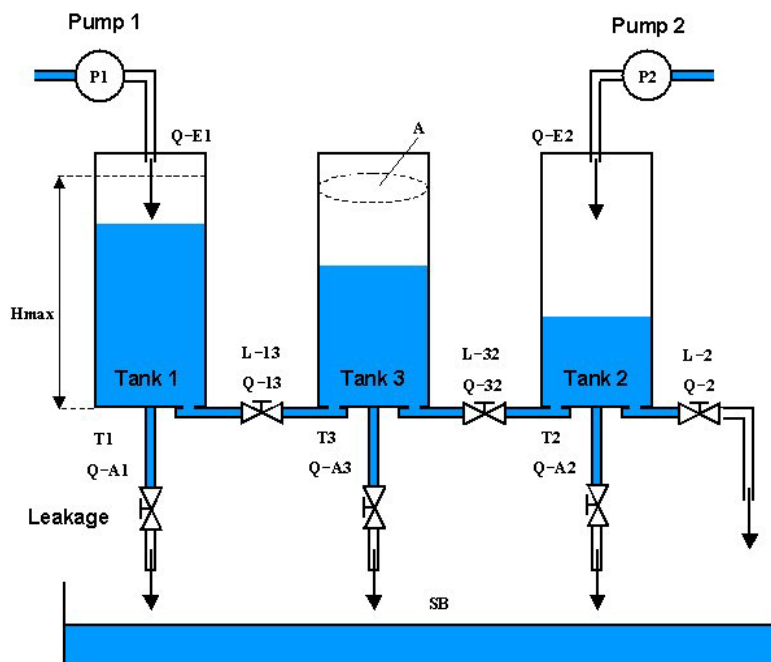 Pump 1
Pump 2
P1
P2
Q-E1
A
Q-E2
Hmax
L-13
L-32
L-2
Tank 1
Q-13
Tank 3
Q-32
Tank 2
Q-2
T1
T3
T2
Q-A1
Q-A3
Q-A2
Leakage
SB